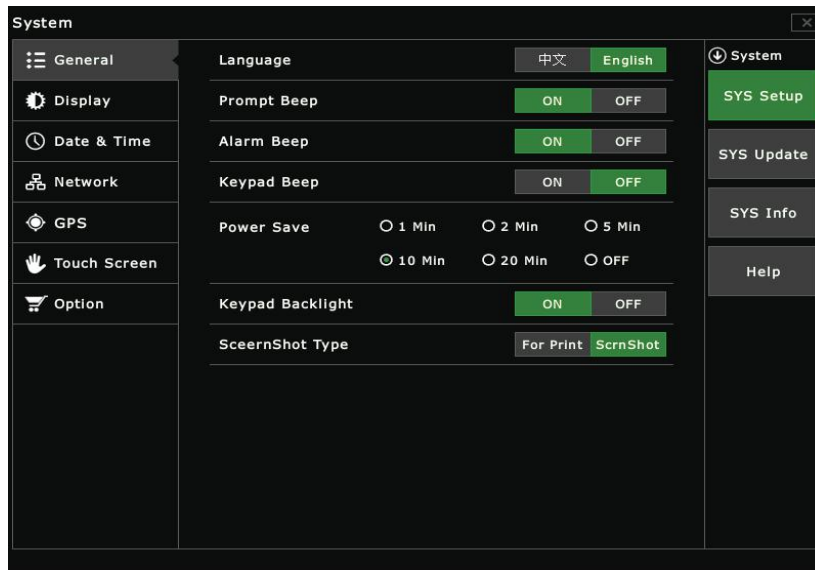 System
General
Display
Date & Time
Network
GPS
Touch Screen
Option
Language 中文 English
Prompt Beep ON OFF
Alarm Beep ON OFF
Keypad Beep ON OFF
Power Save 1 Min 2 Min 5 Min
10 Min 20 Min OFF
Keypad Backlight ON OFF
SceernShot Type For Print ScrnShot
System
SYS Setup
SYS Update
SYS Info
Help